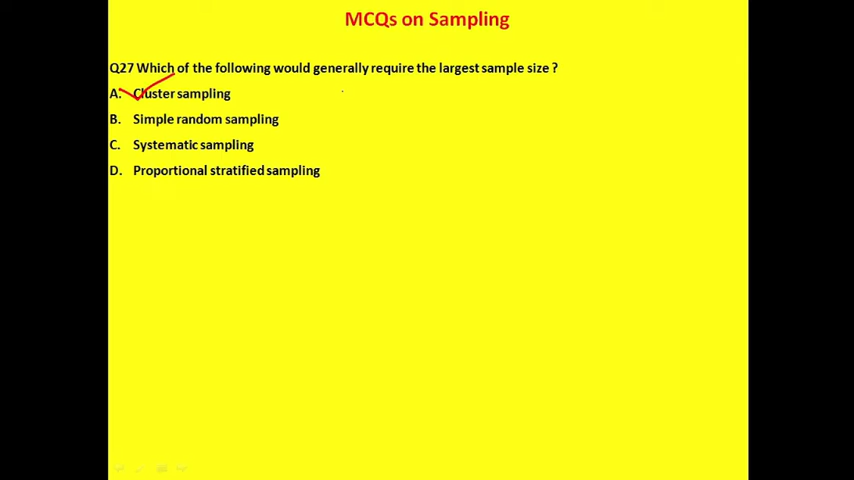 MCQs on Sampling
Q27 Which of the following would generally require the largest sample size ?
A. Cluster sampling
B. Simple random sampling
C. Systematic sampling
D. Proportional stratified sampling